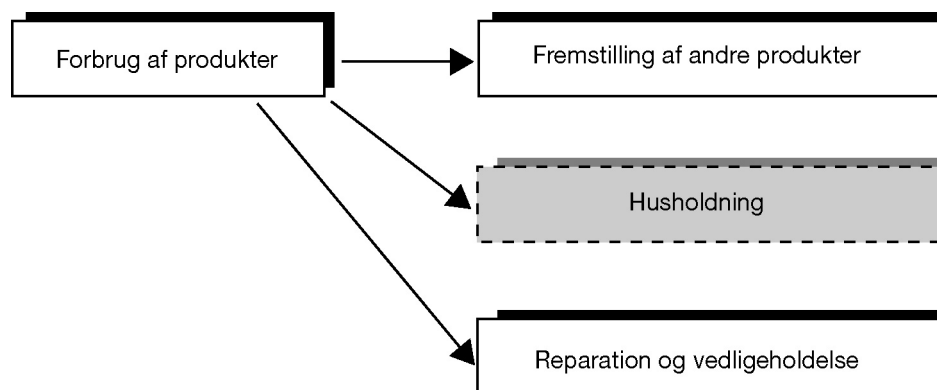 Forbrug af produkter
Fremstilling af andre produkter
Husholdning
Reparation og vedligeholdelse